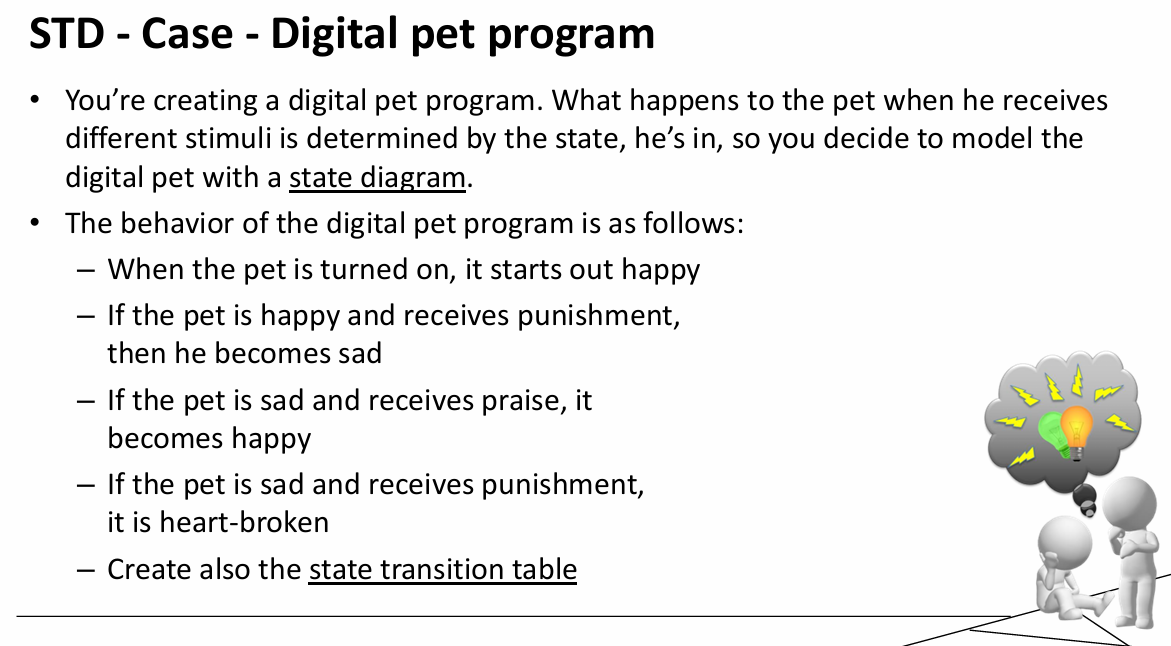 STD - Case - Digital pet program
• You’re creating a digital pet program. What happens to the pet when he receives
different stimuli is determined by the state, he’s in, so you decide to model the
digital pet with a state diagram.
• The behavior of the digital pet program is as follows:
– When the pet is turned on, it starts out happy
– If the pet is happy and receives punishment,
then he becomes sad
– If the pet is sad and receives praise, it
becomes happy
– If the pet is sad and receives punishment,
it is heart-broken
– Create also the state transition table